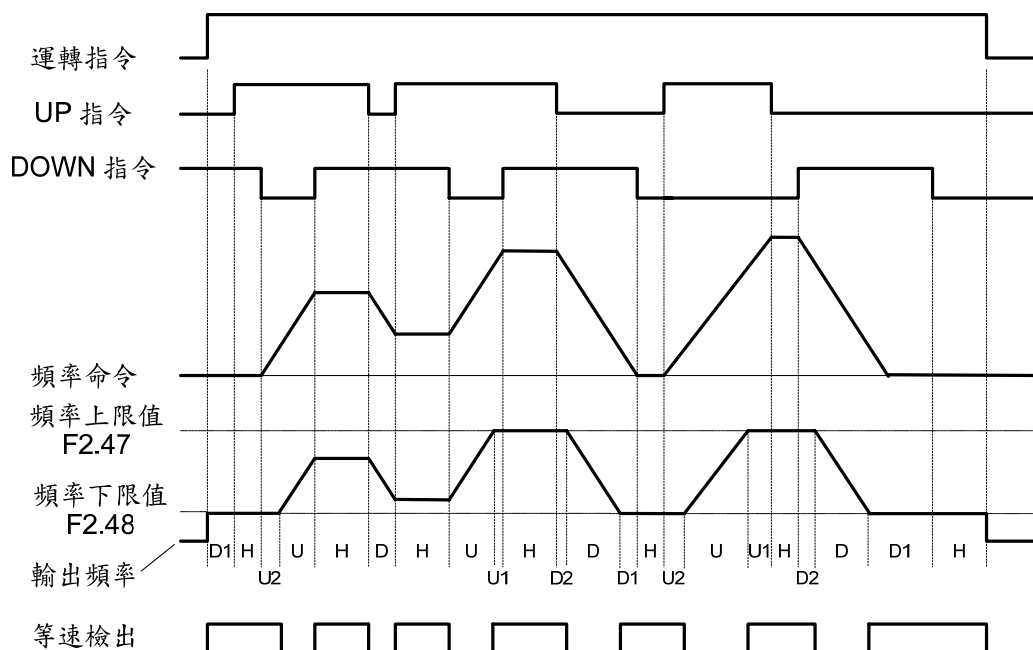 運轉指令
UP 指令
DOWN 指令
頻率命令
頻率上限值
F2.47
頻率下限值
F2.48
D1 H U H D H U H D H U U1 H D D1 H
U2 U1 D2 D1 U2 D2
輸出頻率
等速檢出